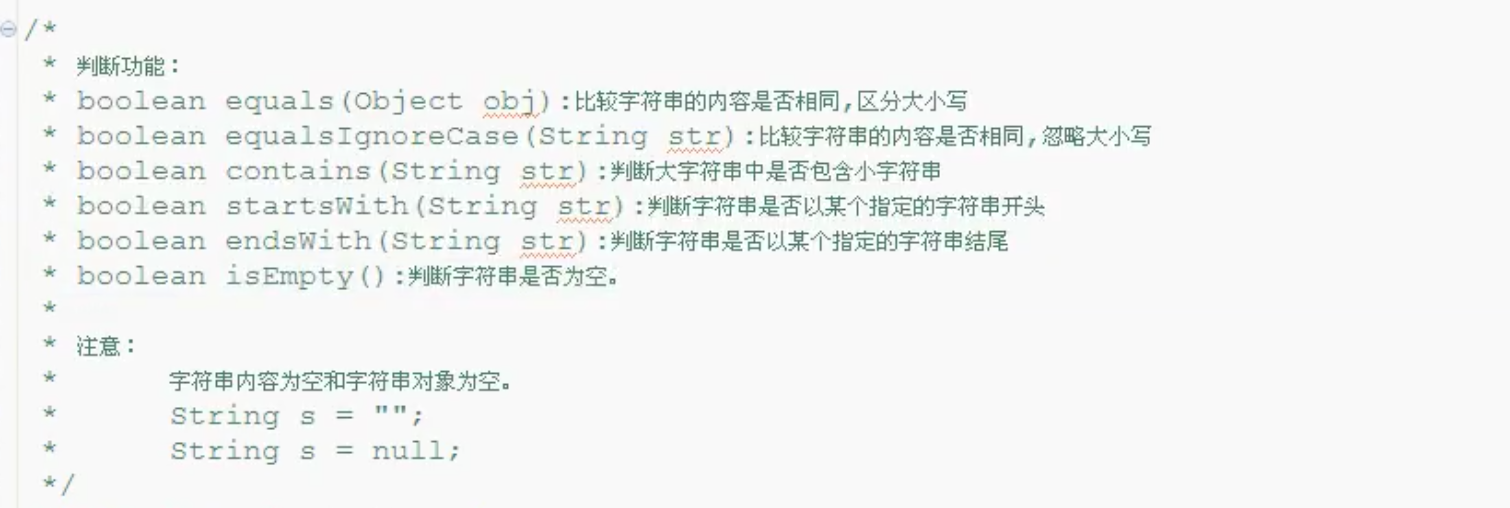 /*
* 判断功能：
* boolean equals(Object obj):比较字符串的内容是否相同,区分大小写
* boolean equalsIgnoreCase(String str):比较字符串的内容是否相同,忽略大小写
* boolean contains(String str):判断大字符串中是否包含小字符串
* boolean startsWith(String str):判断字符串是否以某个指定的字符串开头
* boolean endsWith(String str):判断字符串是否以某个指定的字符串结尾
* boolean isEmpty():判断字符串是否为空。
*
* 注意：
* 字符串内容为空和字符串对象为空。
* String s = "";
* String s = null;
*/